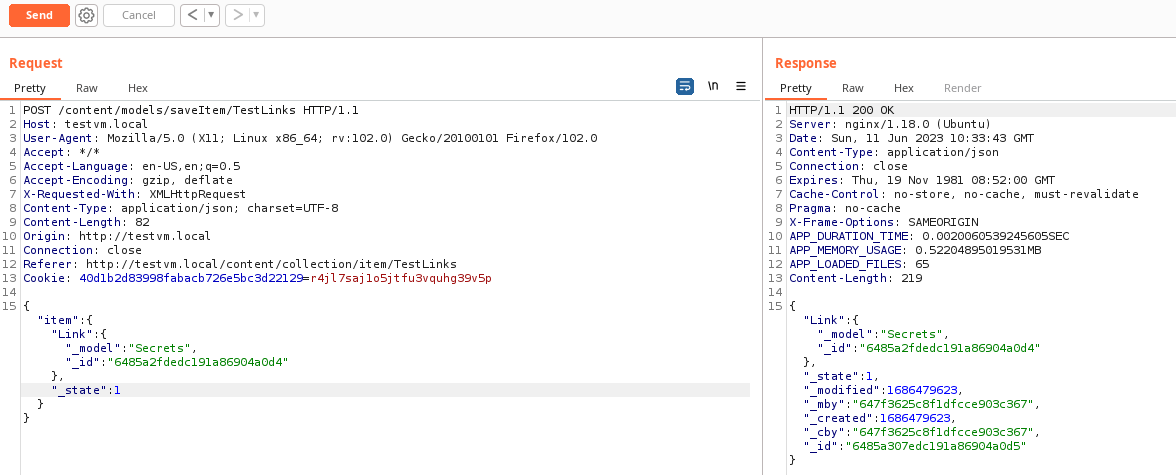 Send Cancel < >
Request
Pretty Raw Hex \n
1 POST /content/models/saveItem/TestLinks HTTP/1.1
2 Host: testvm.local
3 User-Agent: Mozilla/5.0 (X11; Linux x86_64; rv:102.0) Gecko/20100101 Firefox/102.0
4 Accept: */*
5 Accept-Language: en-US,en;q=0.5
6 Accept-Encoding: gzip, deflate
7 X-Requested-With: XMLHttpRequest
8 Content-Type: application/json; charset=UTF-8
9 Content-Length: 82
10 Origin: http://testvm.local
11 Connection: close
12 Referer: http://testvm.local/content/collection/item/TestLinks
13 Cookie: 40d1b2d83998fabacb726e5bc3d22129=r4jl7saj1o5jtfu3vquhg39v5p
14
15 {
"item":{
"Link":{
"_model":"Secrets",
"_id":"6485a2fdedc191a86904a0d4"
},
"_state":1
}
}
Response
Pretty Raw Hex Render
1 HTTP/1.1 200 OK
2 Server: nginx/1.18.0 (Ubuntu)
3 Date: Sun, 11 Jun 2023 10:33:43 GMT
4 Content-Type: application/json
5 Connection: close
6 Expires: Thu, 19 Nov 1981 08:52:00 GMT
7 Cache-Control: no-store, no-cache, must-revalidate
8 Pragma: no-cache
9 X-Frame-Options: SAMEORIGIN
10 APP_DURATION_TIME: 0.0020060539245605SEC
11 APP_MEMORY_USAGE: 0.52204895019531MB
12 APP_LOADED_FILES: 65
13 Content-Length: 219
14
15 {
"Link":{
"_model":"Secrets",
"_id":"6485a2fdedc191a86904a0d4"
},
"_state":1,
"_modified":1686479623,
"_mby":"647f3625c8f1dfcce903c367",
"_created":1686479623,
"_cby":"647f3625c8f1dfcce903c367",
"_id":"6485a307edc191a86904a0d5"
}